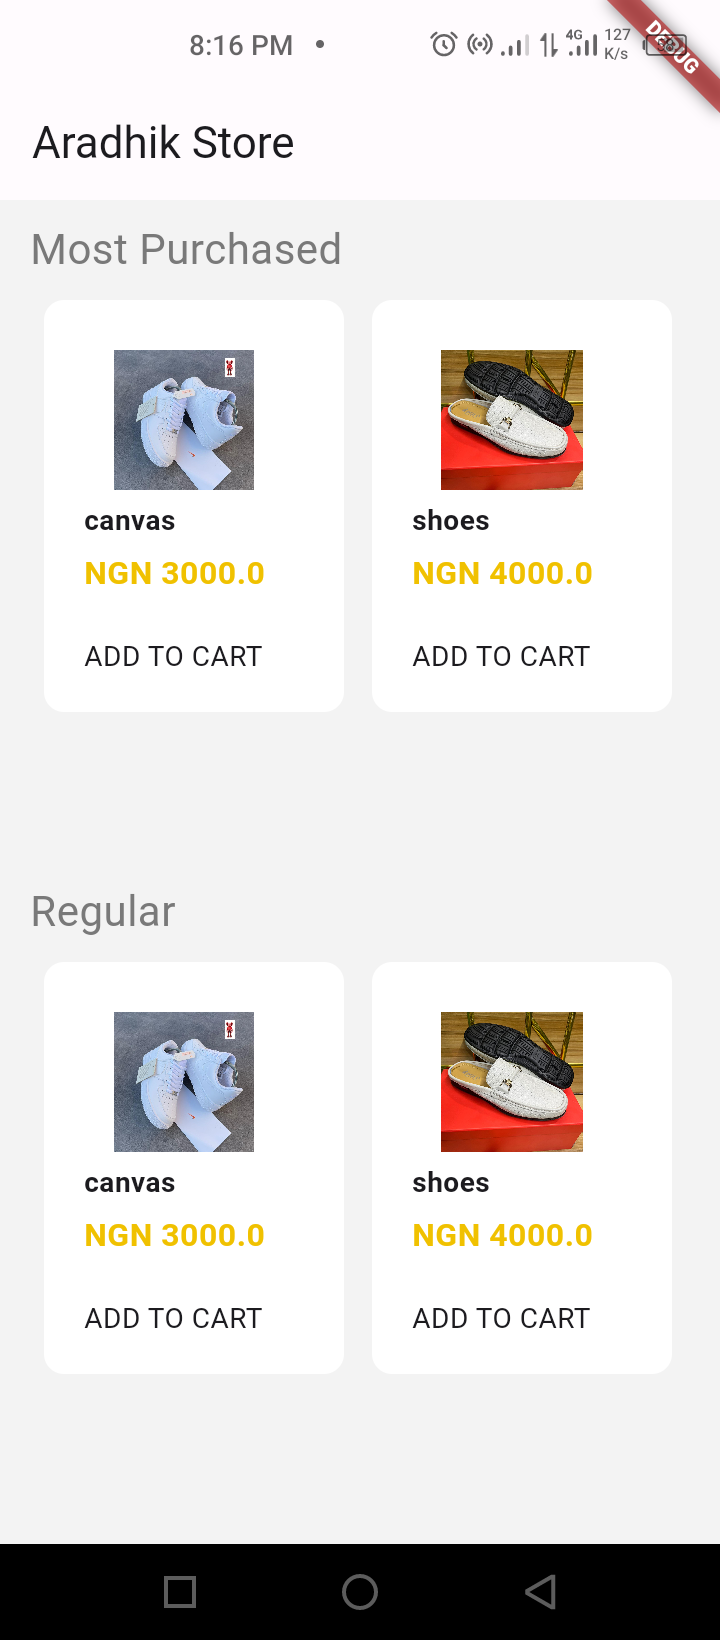 8:16 PM
4G 127 K/s
DEBUG
Aradhik Store
Most Purchased
canvas shoes
NGN 3000.0 NGN 4000.0
ADD TO CART ADD TO CART
Regular
canvas shoes
NGN 3000.0 NGN 4000.0
ADD TO CART ADD TO CART